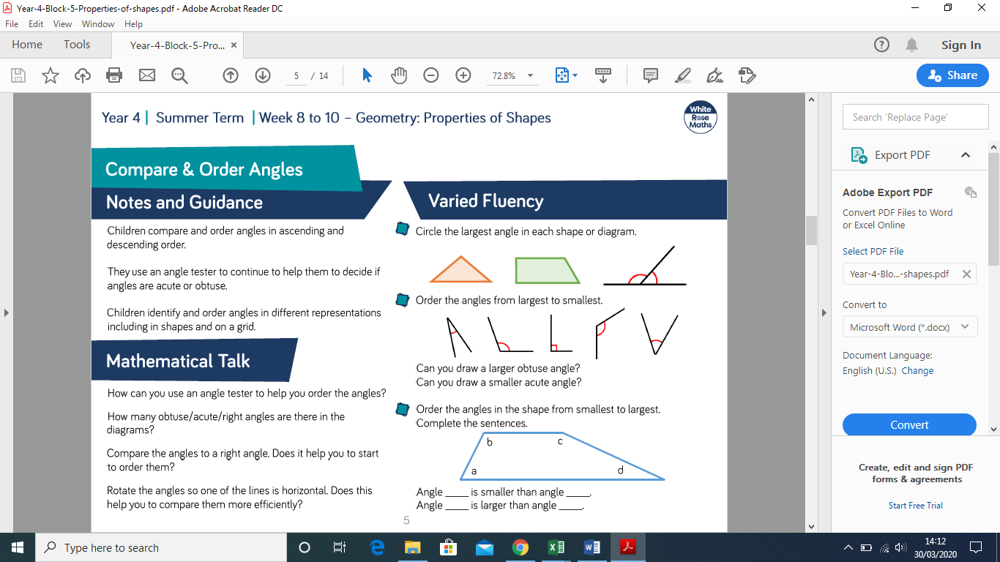 Year-4-Block-5-Properties-of-shapes.pdf - Adobe Acrobat Reader DC
File Edit View Window Help
Home Tools Year-4-Block-5-Pro... × Sign In
5 / 14 72.8% Share
Year 4 | Summer Term | Week 8 to 10 – Geometry: Properties of Shapes
White
Rose
Maths
Compare & Order Angles
Notes and Guidance
Children compare and order angles in ascending and
descending order.
They use an angle tester to continue to help them to decide if
angles are acute or obtuse.
Children identify and order angles in different representations
including in shapes and on a grid.
Mathematical Talk
How can you use an angle tester to help you order the angles?
How many obtuse/acute/right angles are there in the
diagrams?
Compare the angles to a right angle. Does it help you to start
to order them?
Rotate the angles so one of the lines is horizontal. Does this
help you to compare them more efficiently?
Varied Fluency
Circle the largest angle in each shape or diagram.
Order the angles from largest to smallest.
Can you draw a larger obtuse angle?
Can you draw a smaller acute angle?
Order the angles in the shape from smallest to largest.
Complete the sentences.
b c
a d
Angle _____ is smaller than angle _____.
Angle _____ is larger than angle _____.
5
Search 'Replace Page'
Export PDF
Adobe Export PDF
Convert PDF Files to Word
or Excel Online
Select PDF File
Year-4-Blo...-shapes.pdf
Convert to
Microsoft Word (*.docx)
Document Language:
English (U.S.) Change
Convert
Create, edit and sign PDF
forms & agreements
Start Free Trial
Type here to search
14:12
30/03/2020